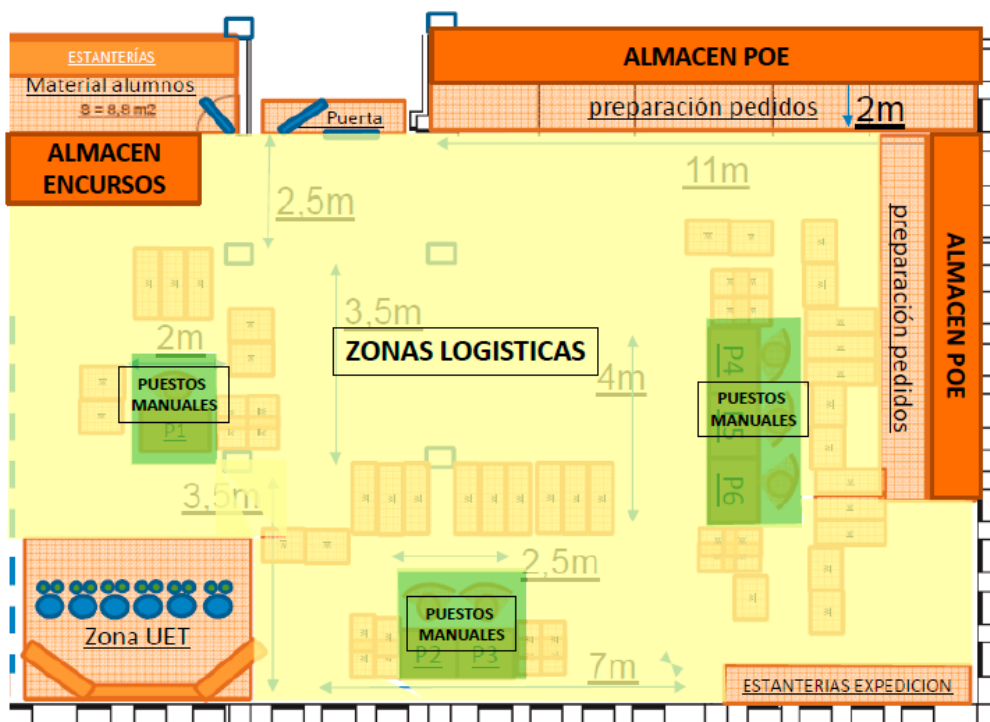 ESTANTERÍAS
Material alumnos
S = 8,8 m2
Puerta
ALMACEN POE
preparación pedidos
2m
ALMACEN
ENCURSOS
2,5m
11m
preparación pedidos
ALMACEN POE
3,5m
2m
ZONAS LOGISTICAS
4m
PUESTOS
MANUALES
P1
P4
PUESTOS
MANUALES
P5
P6
3,5m
2,5m
PUESTOS
MANUALES
P2
P3
7m
Zona UET
ESTANTERIAS EXPEDICION